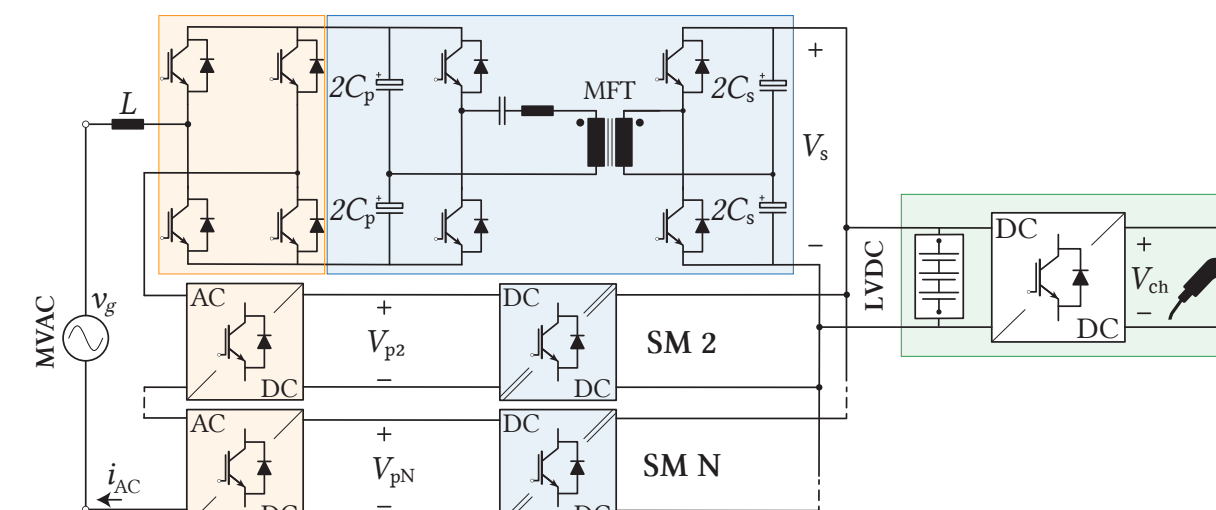 2Cp
2Cs
MFT
L
Vs
2Cp
2Cs
LVDC
DC
DC
+
−
+
Vch
−
MVAC
vg
AC
DC
+
Vp2
−
DC
DC
SM 2
AC
DC
+
VpN
−
DC
DC
SM N
iAC